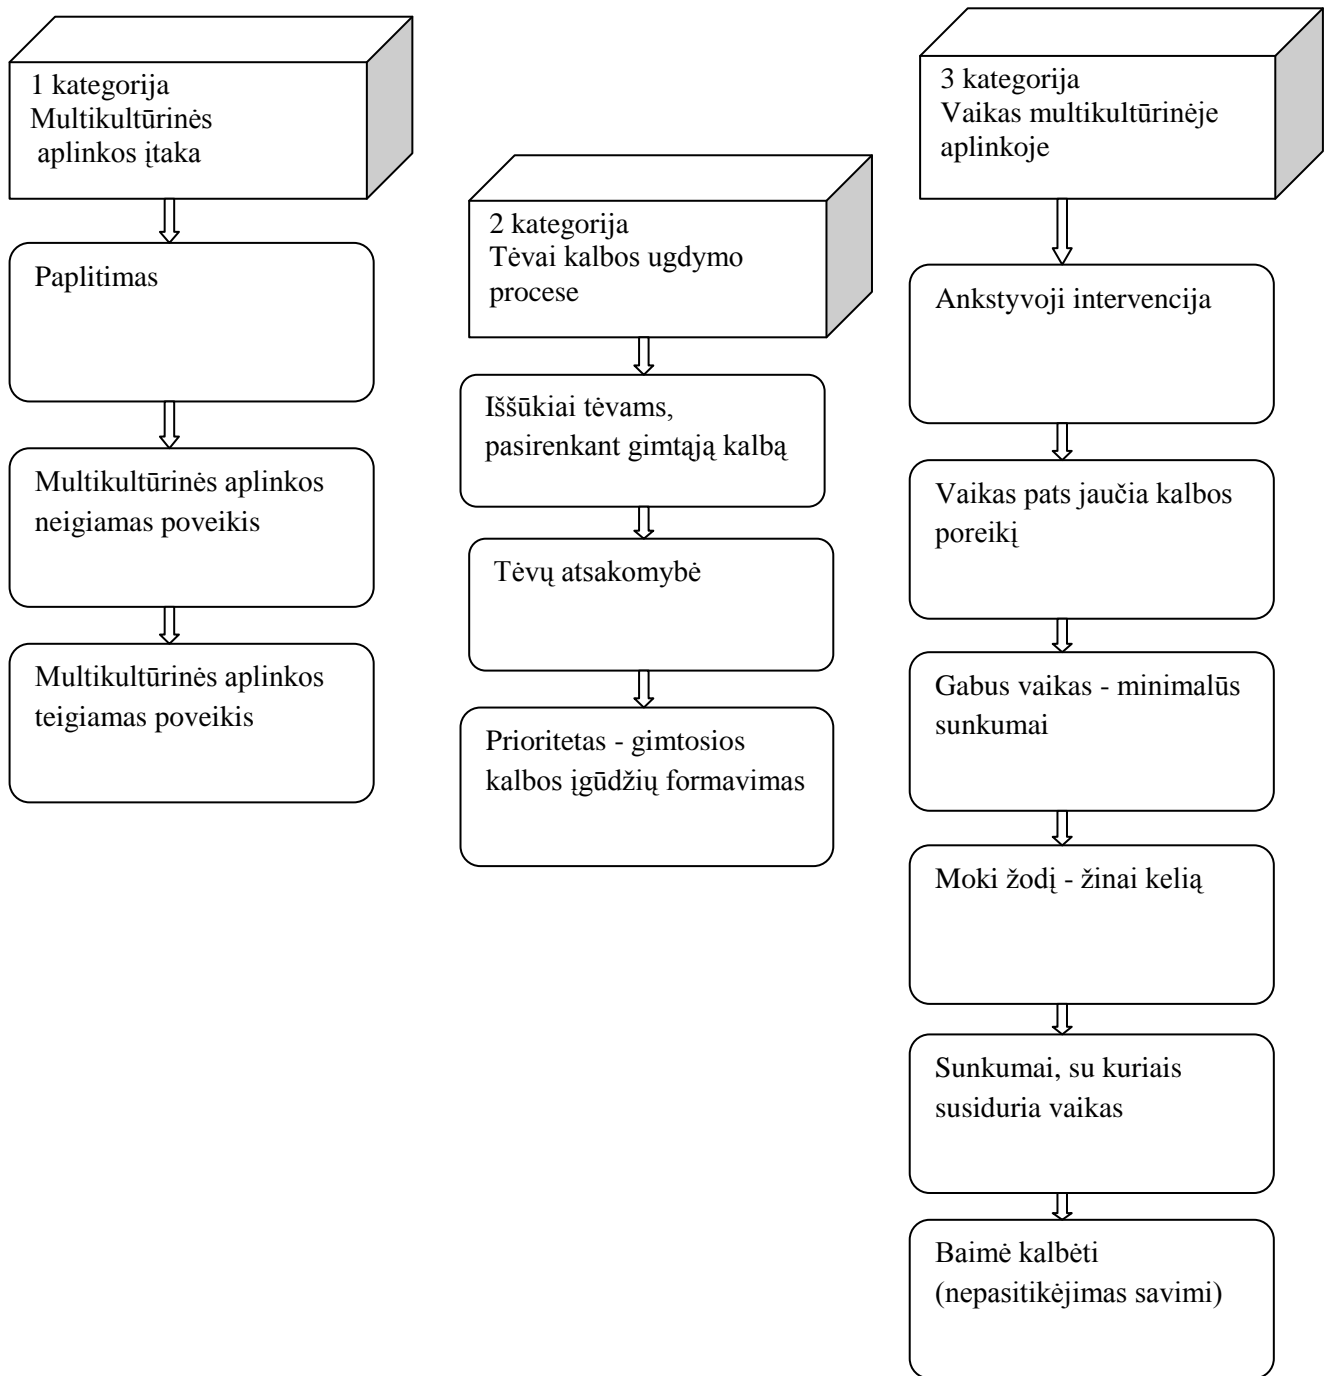 1 kategorija
Multikultūrinės
aplinkos įtaka
Paplitimas
Multikultūrinės aplinkos
neigiamas poveikis
Multikultūrinės aplinkos
teigiamas poveikis
2 kategorija
Tėvai kalbos ugdymo
procese
Iššūkiai tėvams,
pasirenkant gimtąją kalbą
Tėvų atsakomybė
Prioritetas - gimtosios
kalbos įgūdžių formavimas
3 kategorija
Vaikas multikultūrinėje
aplinkoje
Ankstyvoji intervencija
Vaikas pats jaučia kalbos
poreikį
Gabus vaikas - minimalūs
sunkumai
Moki žodį - žinai kelią
Sunkumai, su kuriais
susiduria vaikas
Baimė kalbėti
(nepasitikėjimas savimi)